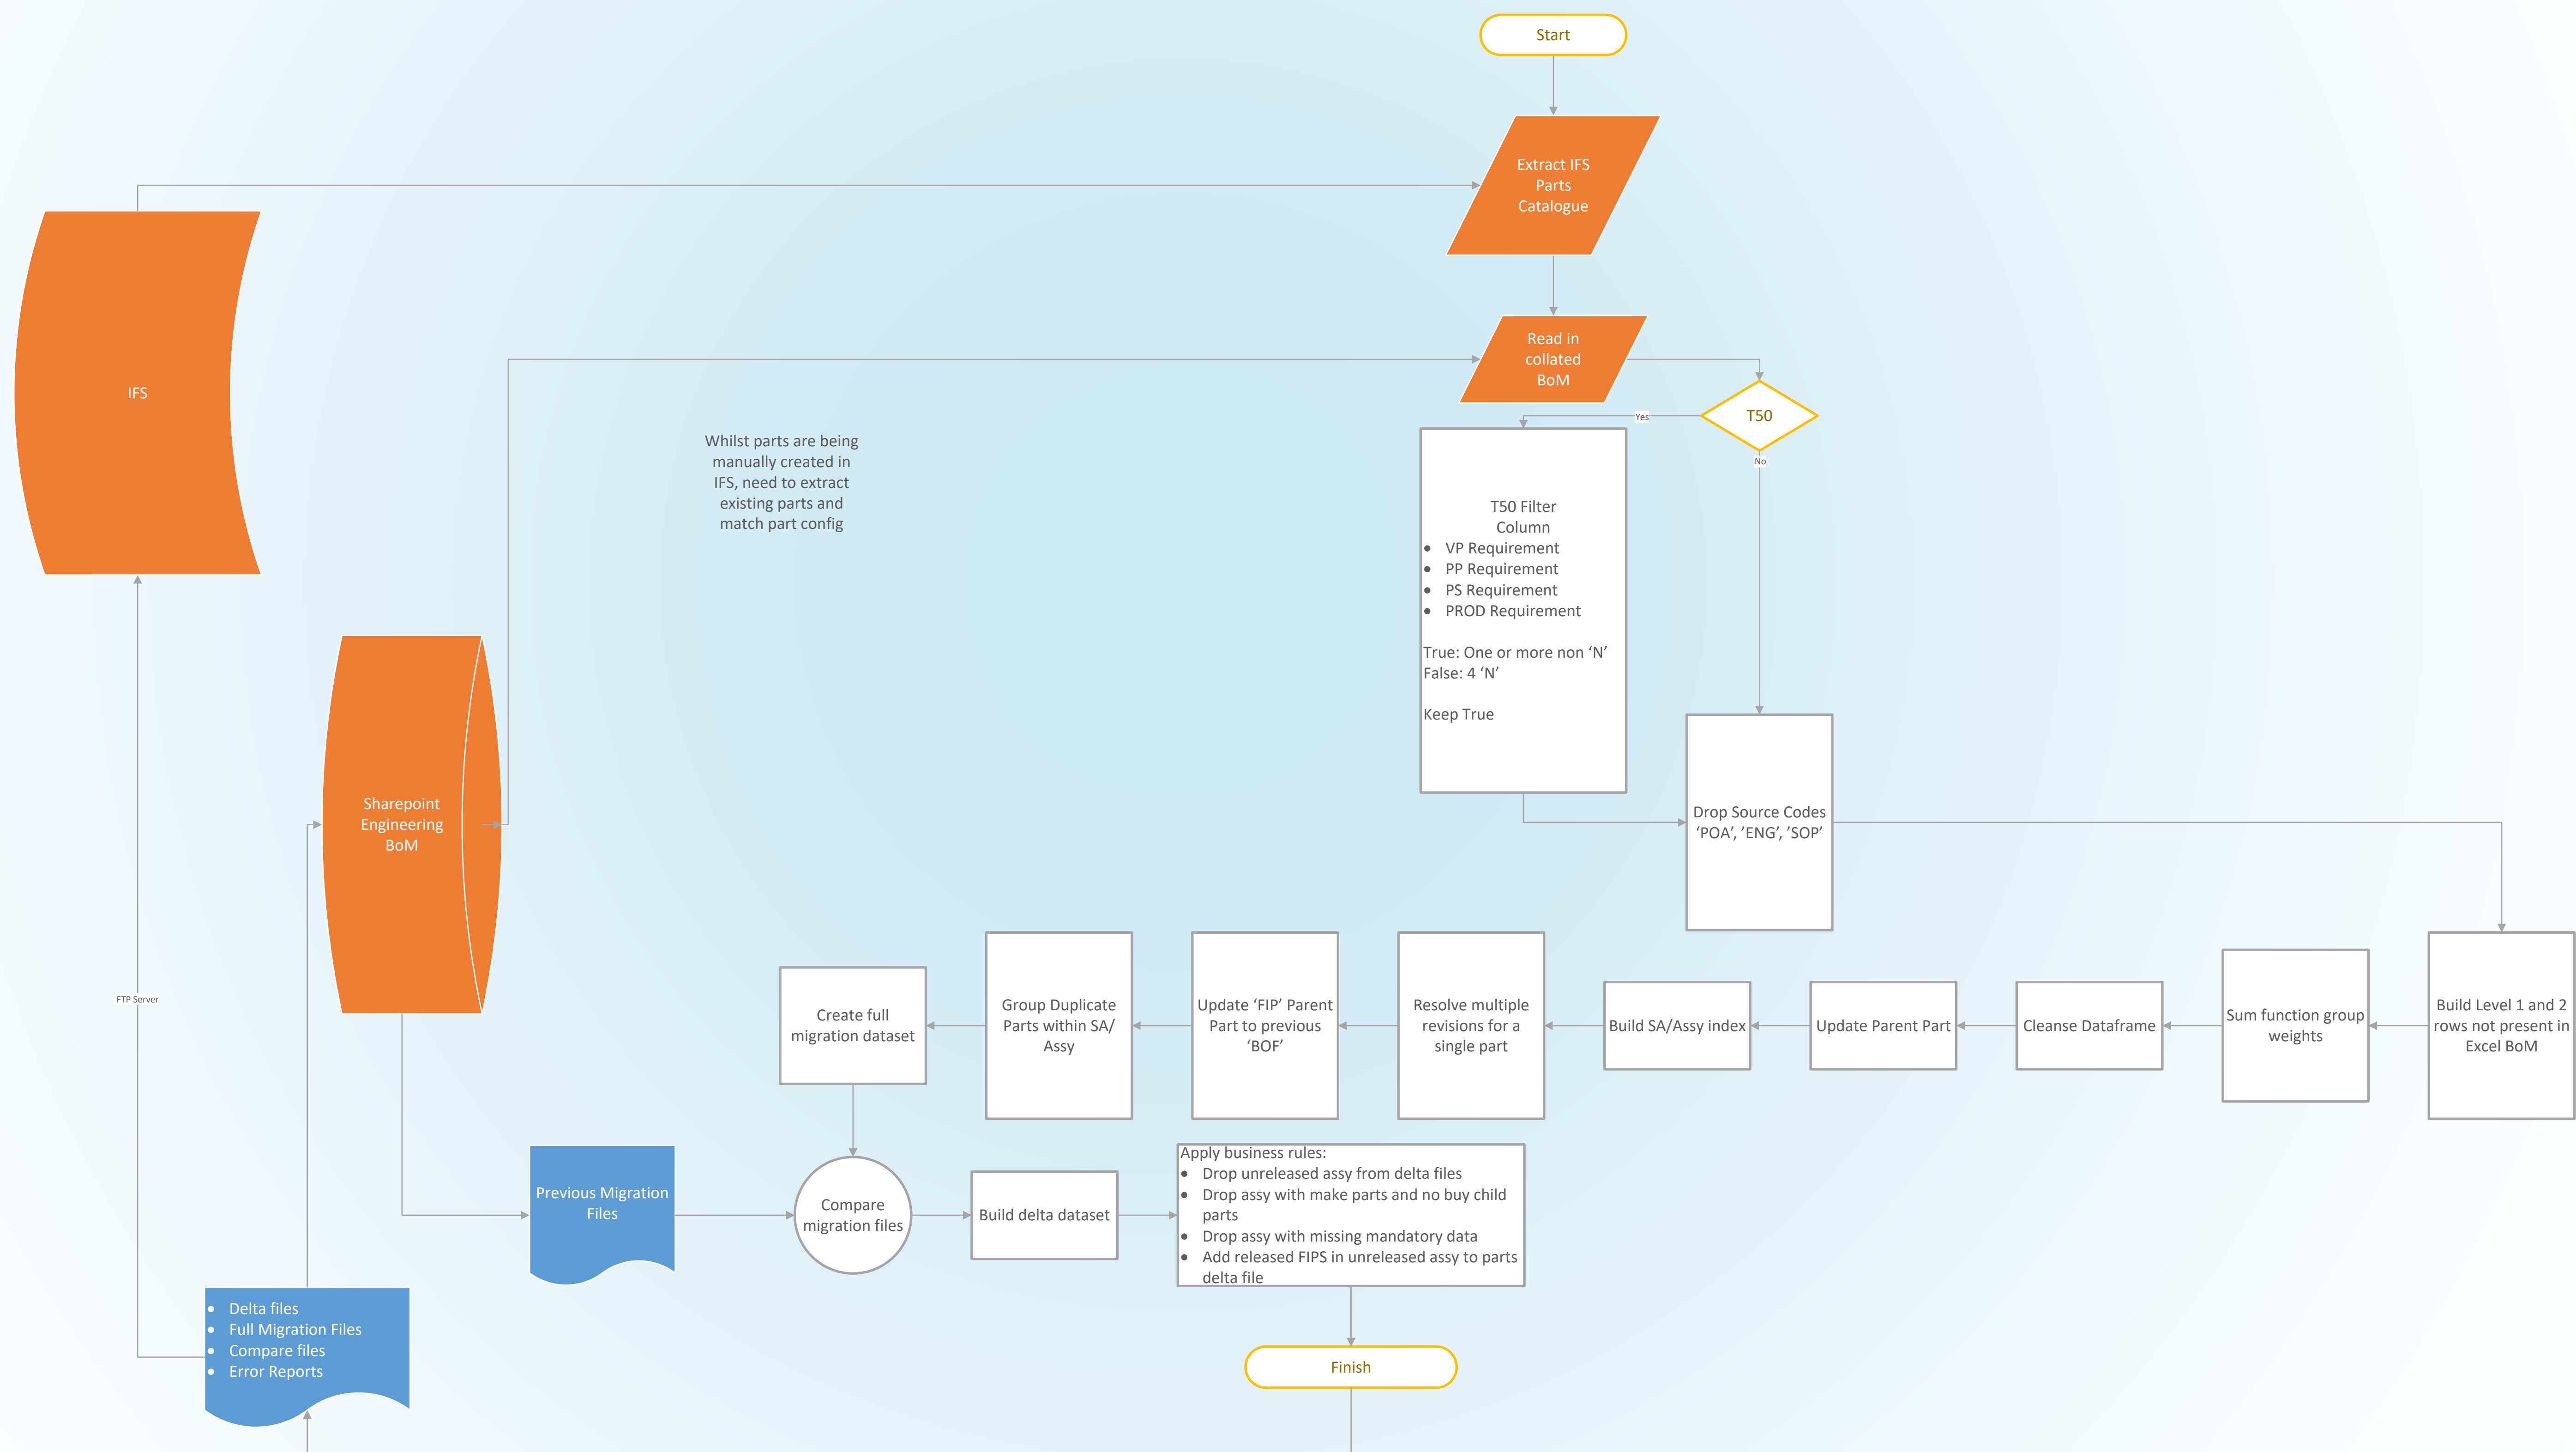 Start
Extract IFS
Parts
Catalogue
Read in
collated
BoM
T50
Yes
No
IFS
Whilst parts are being
manually created in
IFS, need to extract
existing parts and
match part config
T50 Filter
Column
● VP Requirement
● PP Requirement
● PS Requirement
● PROD Requirement
True: One or more non ‘N’
False: 4 ‘N’
Keep True
Sharepoint
Engineering
BoM
Drop Source Codes
‘POA’, ’ENG’, ’SOP’
FTP Server
Build Level 1 and 2
rows not present in
Excel BoM
Sum function group
weights
Cleanse Dataframe
Update Parent Part
Build SA/Assy index
Resolve multiple
revisions for a
single part
Update ‘FIP’ Parent
Part to previous
‘BOF’
Group Duplicate
Parts within SA/
Assy
Create full
migration dataset
Previous Migration
Files
Compare
migration files
Build delta dataset
Apply business rules:
● Drop unreleased assy from delta files
● Drop assy with make parts and no buy child
parts
● Drop assy with missing mandatory data
● Add released FIPS in unreleased assy to parts
delta file
● Delta files
● Full Migration Files
● Compare files
● Error Reports
Finish